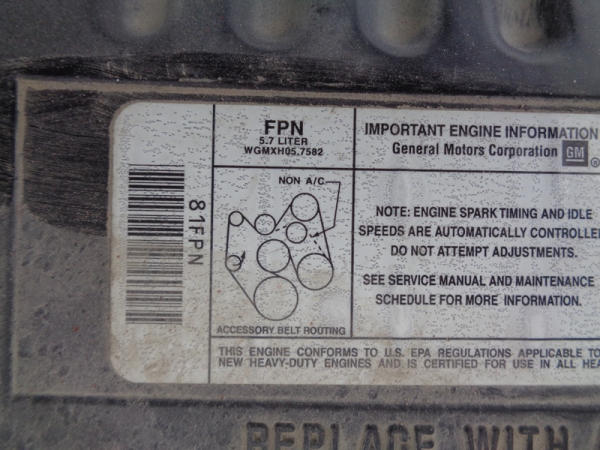 81FPN
FPN
5.7 LITER
WGMXH05.7582
NON A/C
ACCESSORY BELT ROUTING
IMPORTANT ENGINE INFORMATION
General Motors Corporation GM ®
NOTE: ENGINE SPARK TIMING AND IDLE
SPEEDS ARE AUTOMATICALLY CONTROLLE
DO NOT ATTEMPT ADJUSTMENTS.
SEE SERVICE MANUAL AND MAINTENANCE
SCHEDULE FOR MORE INFORMATION.
THIS ENGINE CONFORMS TO U.S. EPA REGULATIONS APPLICABLE TO
NEW HEAVY-DUTY ENGINES AND IS CERTIFIED FOR USE IN ALL HEA
REPLACE WITH